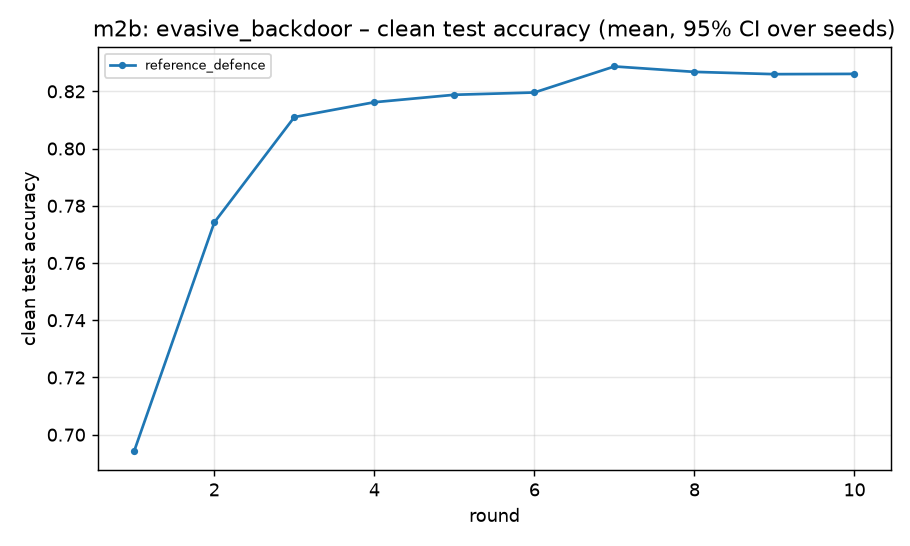 m2b: evasive_backdoor – clean test accuracy (mean, 95% CI over seeds)
reference_defence
clean test accuracy
0.82
0.80
0.78
0.76
0.74
0.72
0.70
2 4 6 8 10
round